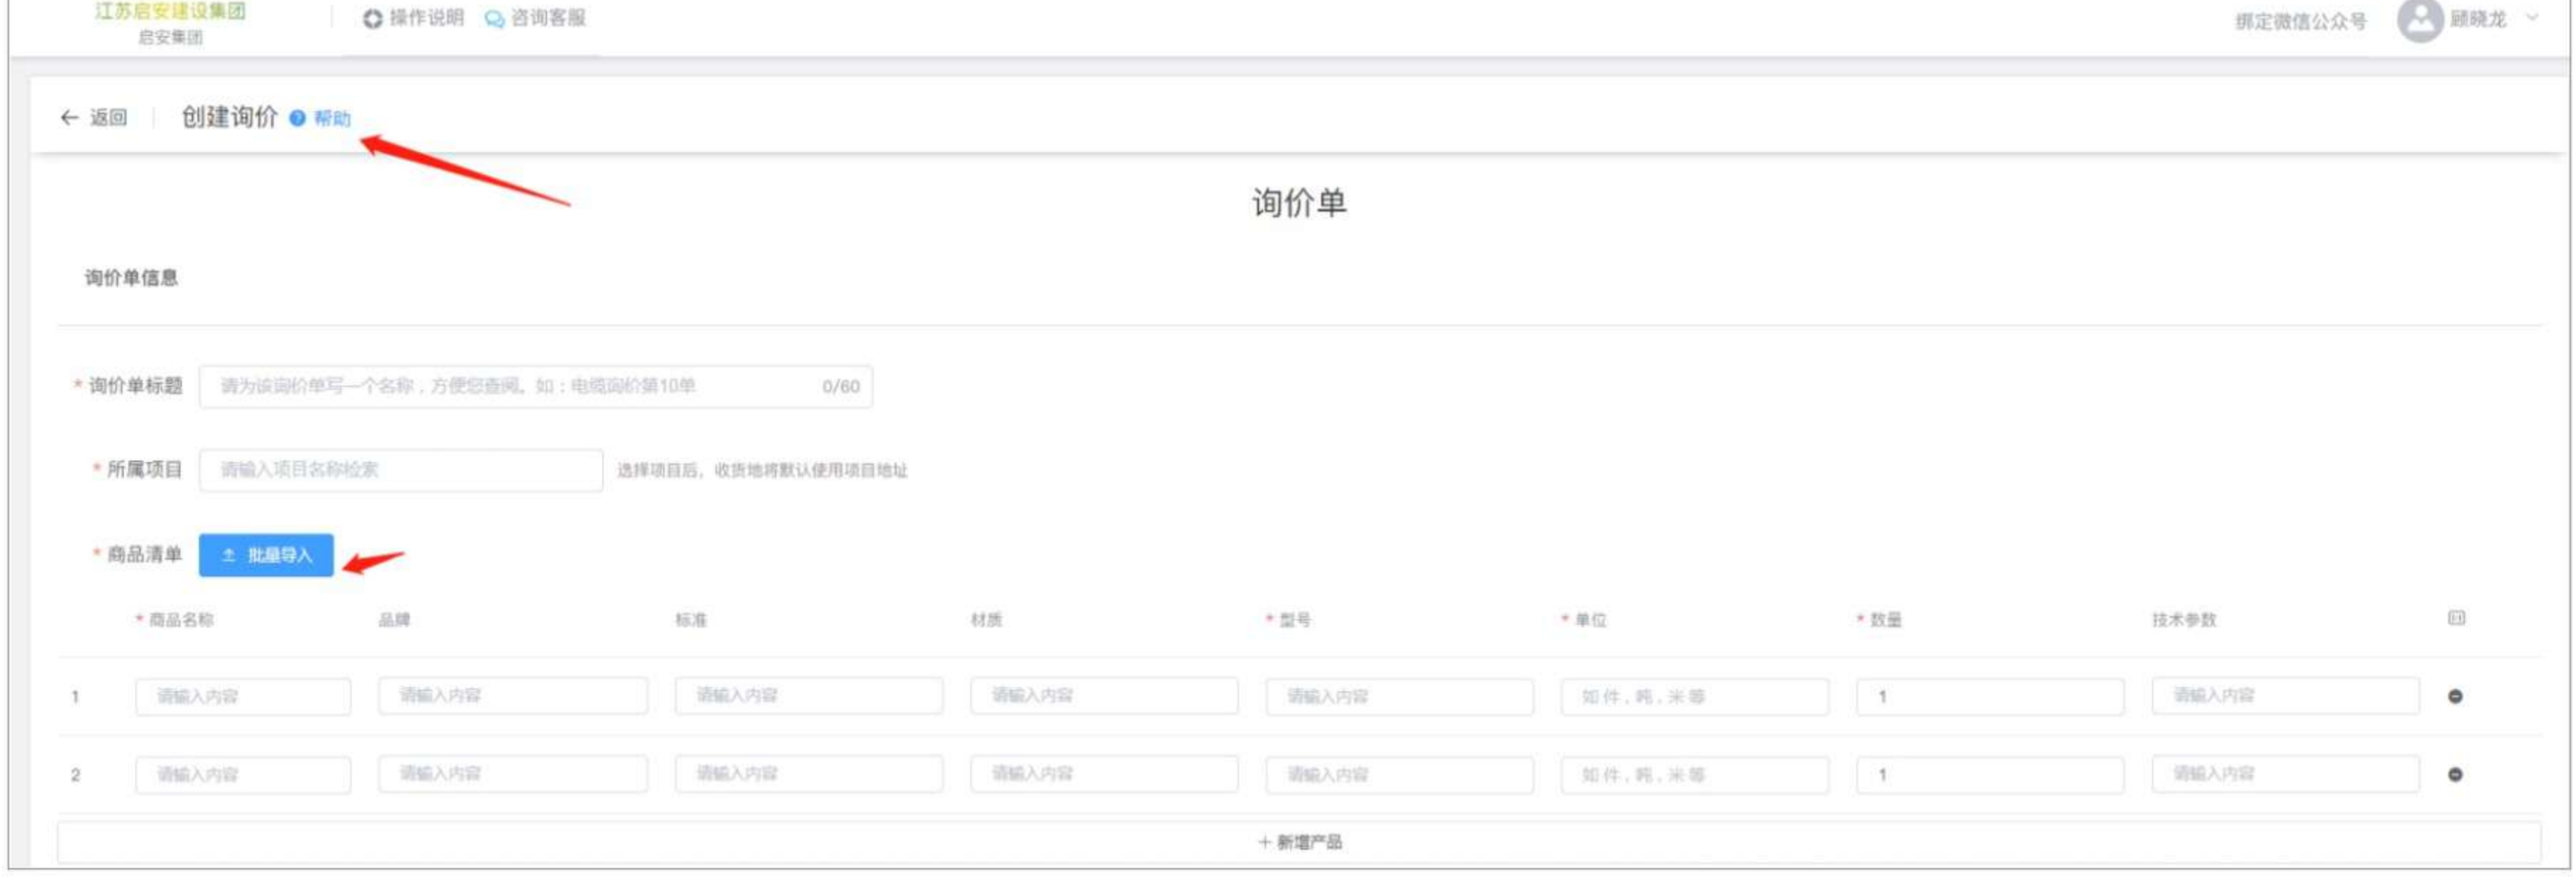 江苏启安建设集团
启安集团
操作说明 咨询客服
绑定微信公众号 顾晓龙
← 返回 创建询价 ? 帮助
询价单
询价单信息
* 询价单标题 请为该询价单写一个名称，方便您查阅。如：电缆询价第10单 0/60
* 所属项目 请输入项目名称检索 选择项目后，收货地将默认使用项目地址
* 商品清单 批量导入
* 商品名称 品牌 标准 材质 * 型号 * 单位 * 数量 技术参数
1 请输入内容 请输入内容 请输入内容 请输入内容 请输入内容 如件，吨，米等 1 请输入内容
2 请输入内容 请输入内容 请输入内容 请输入内容 请输入内容 如件，吨，米等 1 请输入内容
+ 新增产品